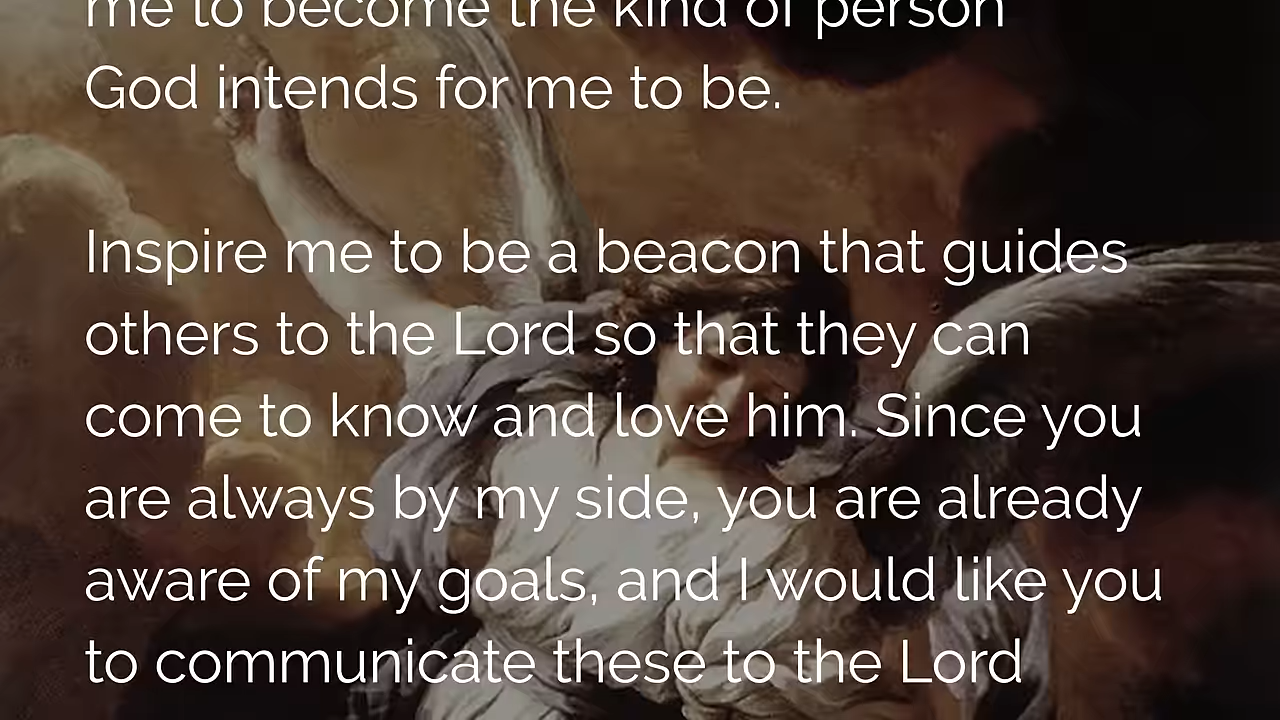 me to become the kind of person
God intends for me to be.
Inspire me to be a beacon that guides
others to the Lord so that they can
come to know and love him. Since you
are always by my side, you are already
aware of my goals, and I would like you
to communicate these to the Lord